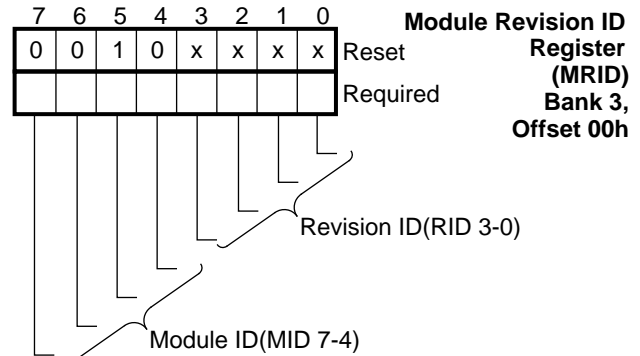 7 6 5 4 3 2 1 0
Module Revision ID
Register
(MRID)
Bank 3,
Offset 00h
0 0 1 0 x x x x Reset
Required
Revision ID(RID 3-0)
Module ID(MID 7-4)